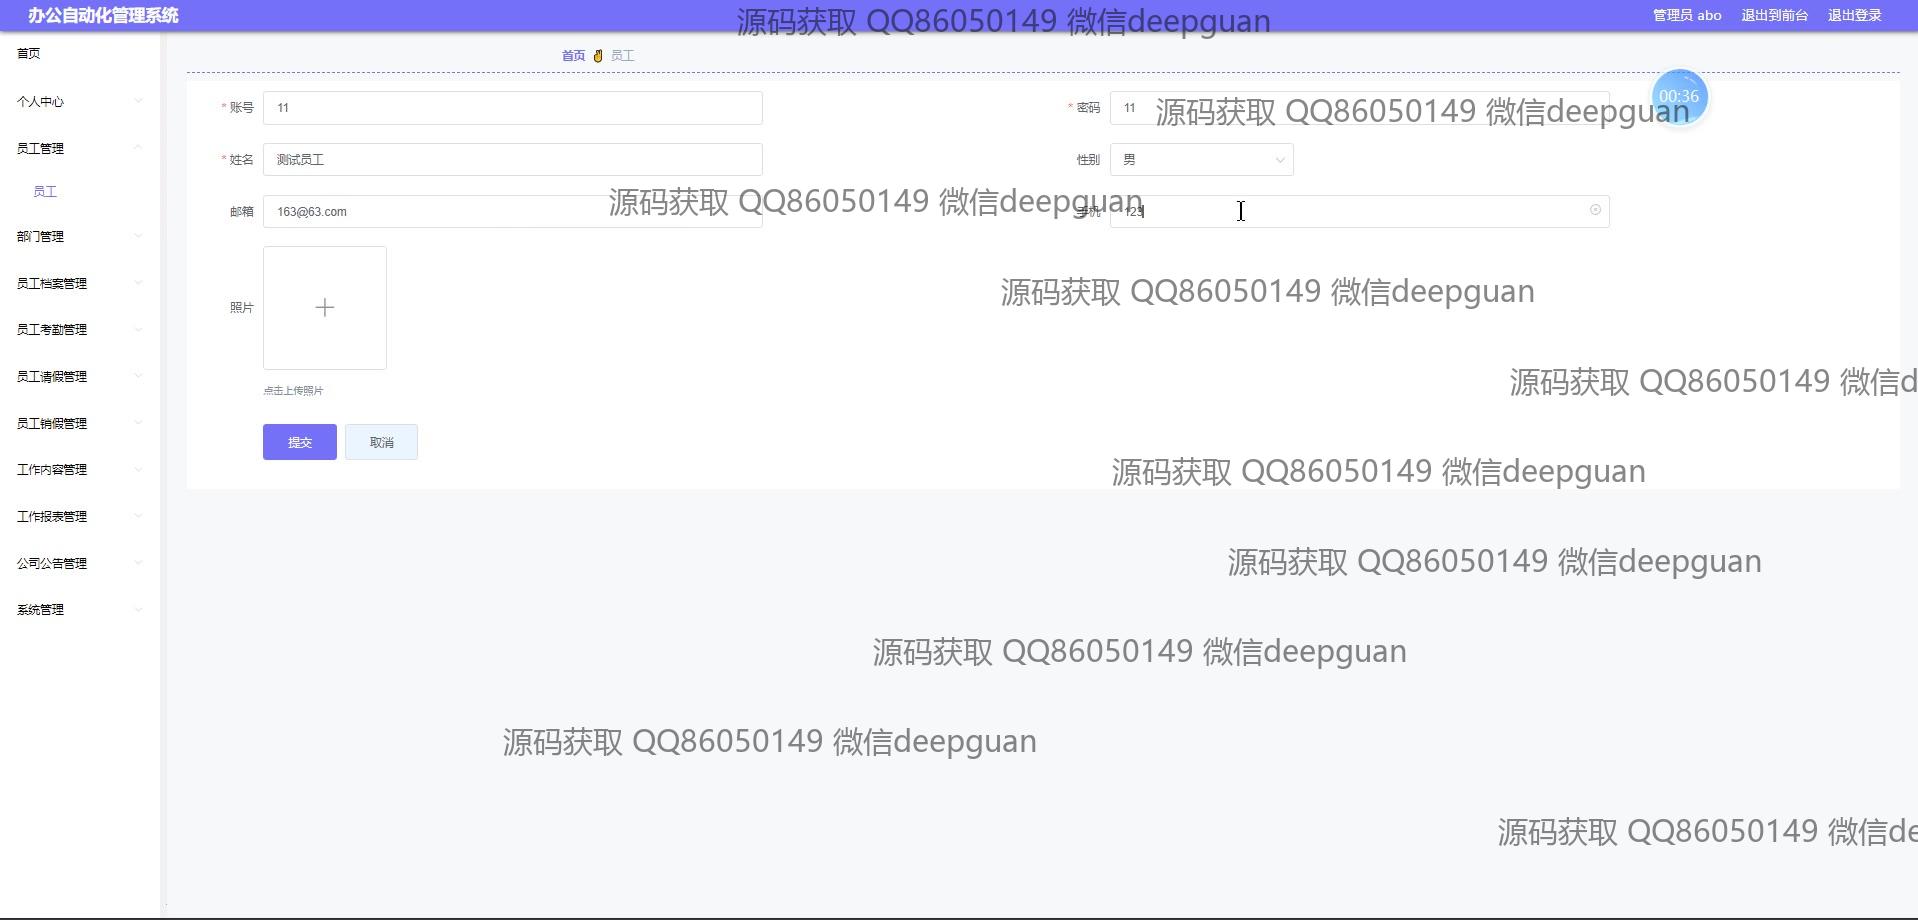 办公自动化管理系统
源码获取 QQ86050149 微信deepguan
管理员 abo 退出到前台 退出登录
首页
个人中心
员工管理
员工
部门管理
员工档案管理
员工考勤管理
员工请假管理
员工销假管理
工作内容管理
工作报表管理
公司公告管理
系统管理
首页 员工
00:36
* 账号 11
* 密码 11
源码获取 QQ86050149 微信deepguan
* 姓名 测试员工
性别 男
邮箱 163@63.com
源码获取 QQ86050149 微信deepguan
手机 123
照片
点击上传照片
提交 取消
源码获取 QQ86050149 微信deepguan
源码获取 QQ86050149 微信d
源码获取 QQ86050149 微信deepguan
源码获取 QQ86050149 微信deepguan
源码获取 QQ86050149 微信deepguan
源码获取 QQ86050149 微信deepguan
源码获取 QQ86050149 微信de